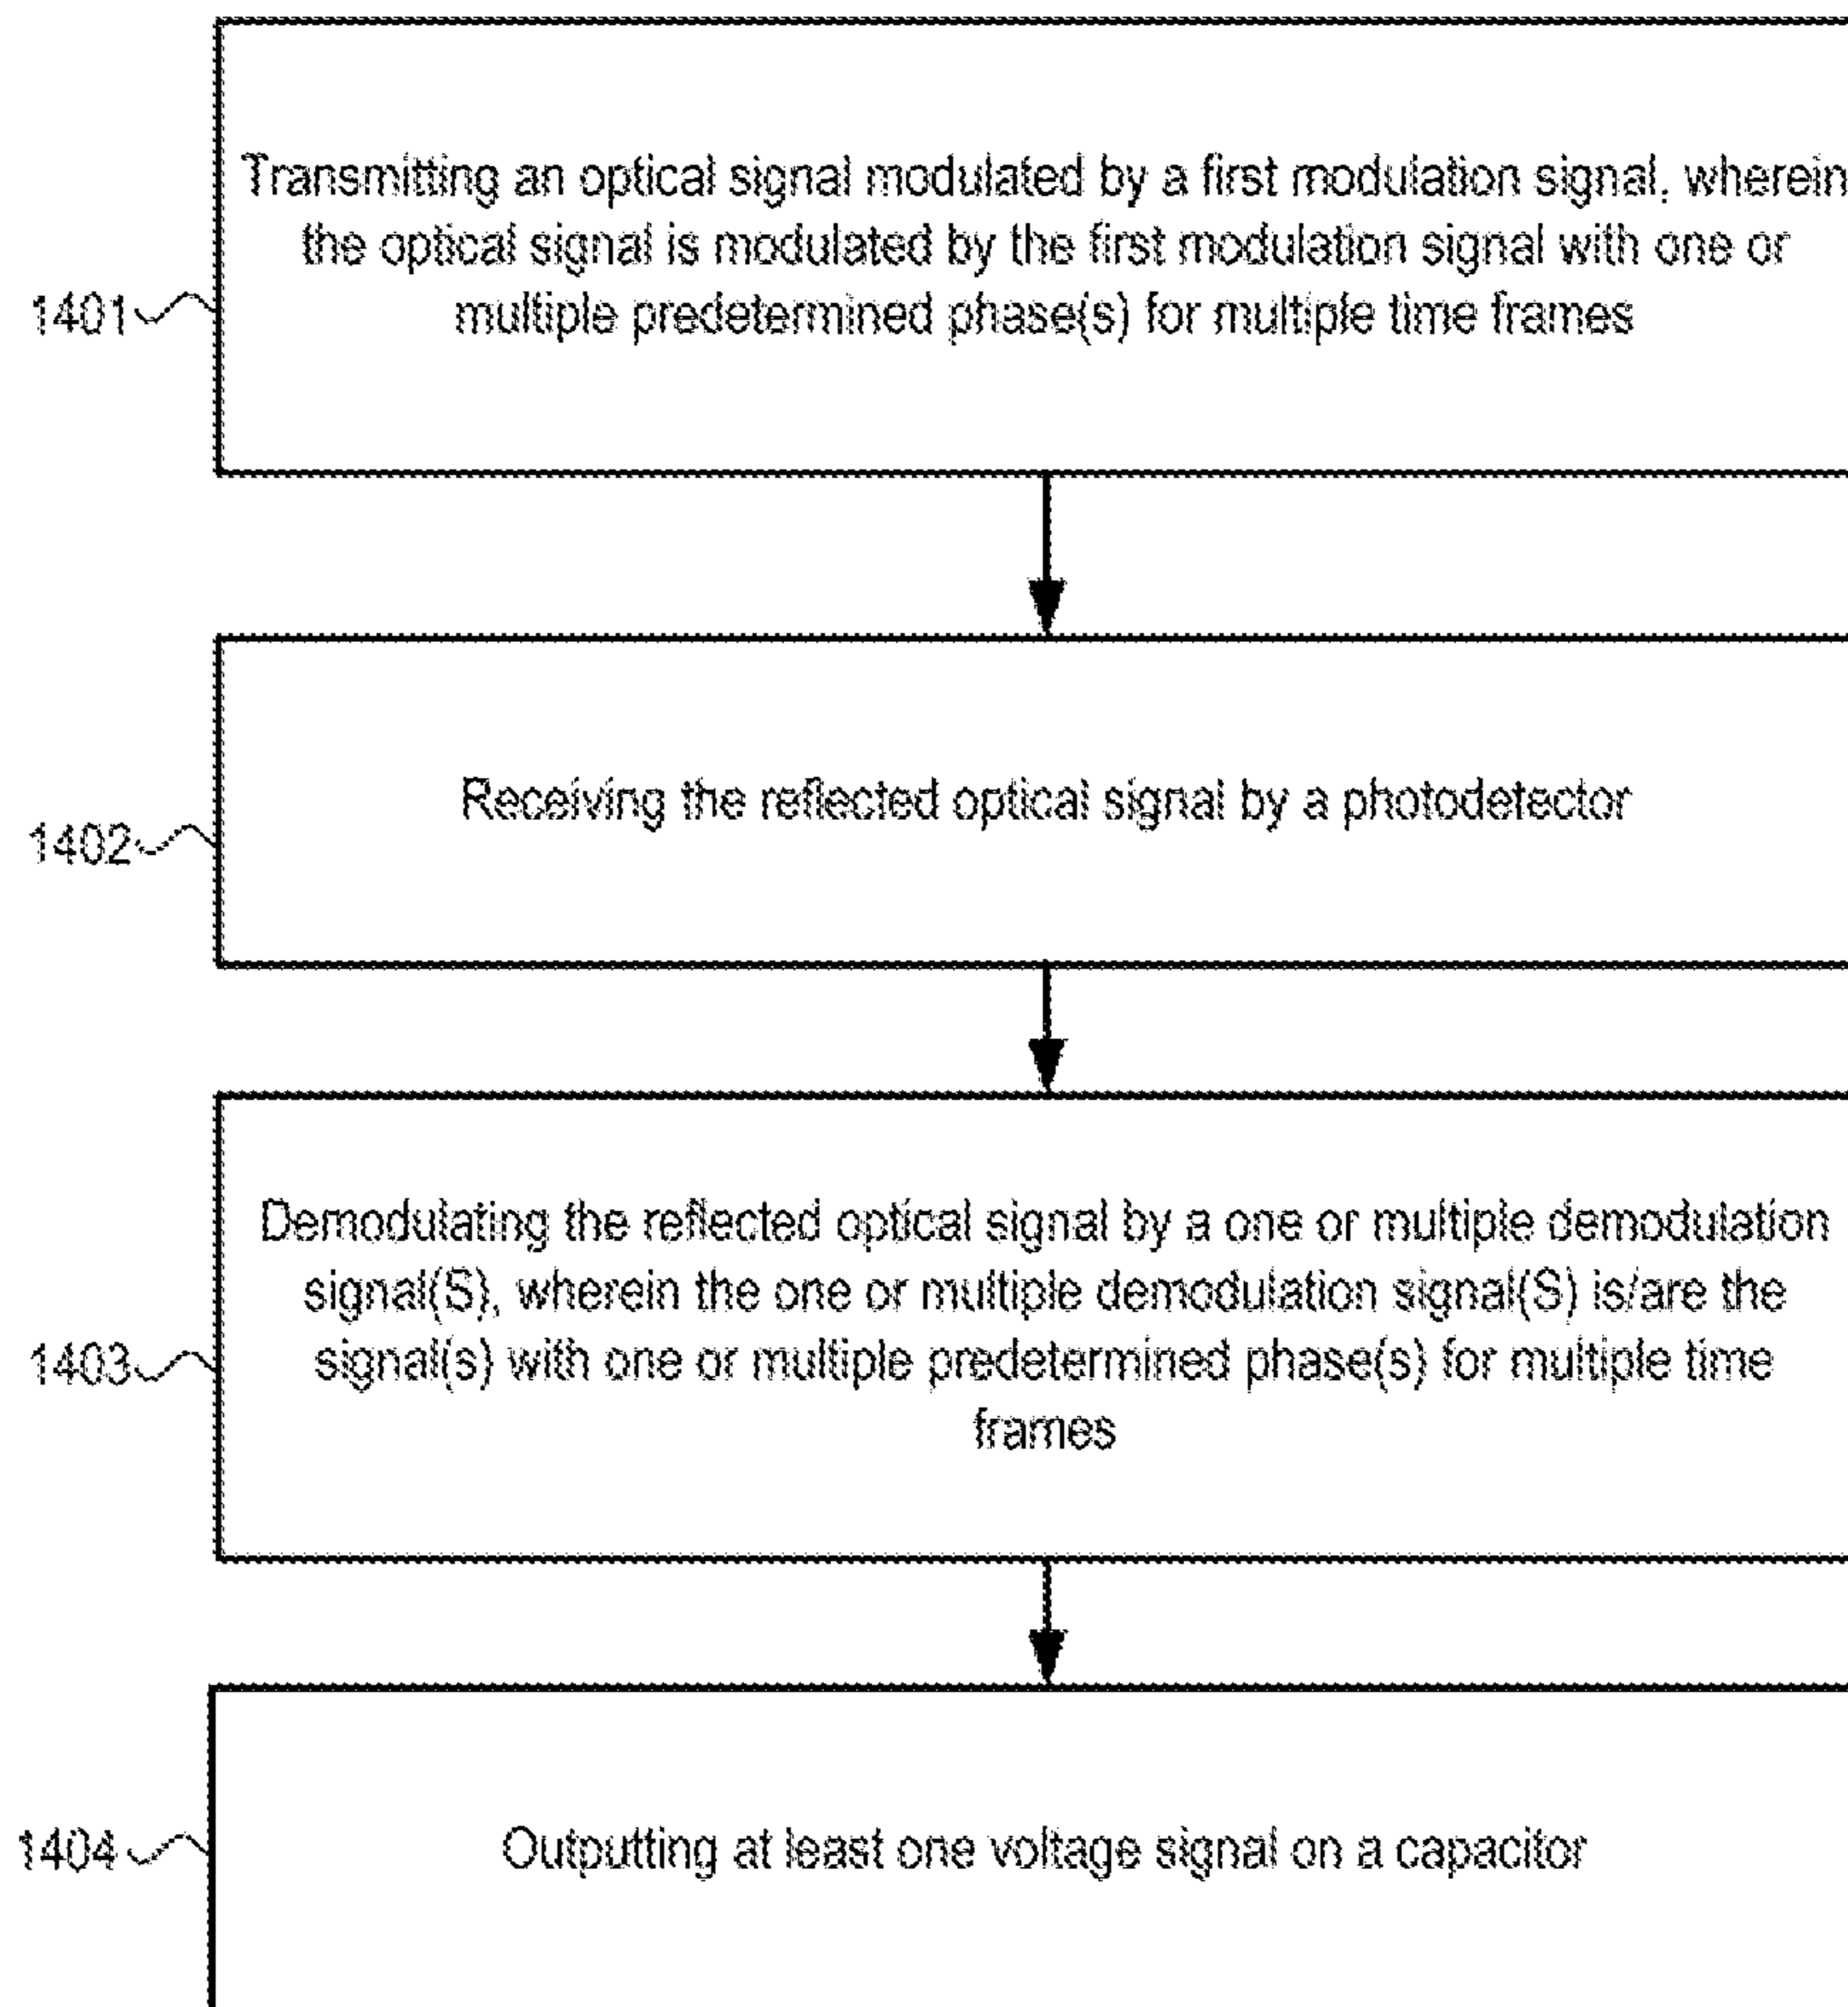 Transmitting an optical signal modulated by a first modulation signal, wherein
the optical signal is modulated by the first modulation signal with one or
1401
multiple predetermined phase(s) for multiple time frames
Receiving the reflected optical signal by a photodetector
1402
Demodulating the reflected optical signal by a one or multiple demodulation
signal(S), wherein the one or multiple demodulation signal(S) is/are the
1403
signal(s) with one or multiple predetermined phase(s) for multiple time
frames
1404
Outputting at least one voltage signal on a capacitor